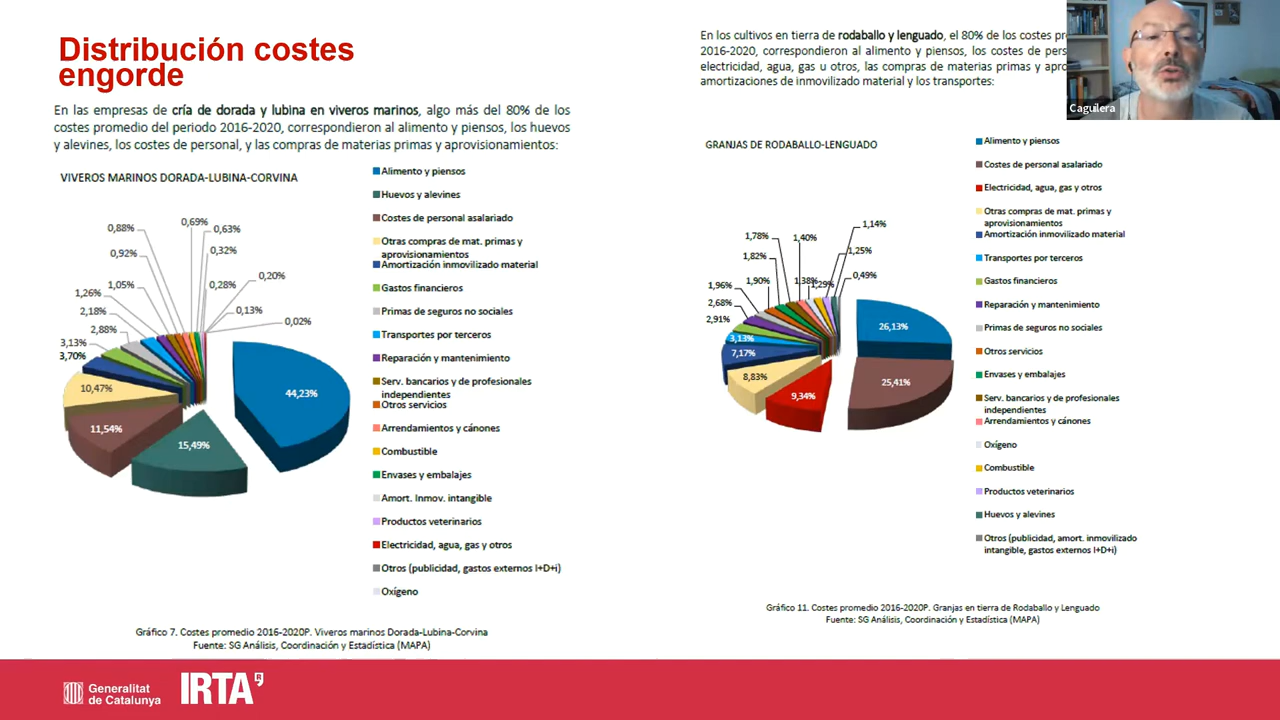 Distribución costes
engorde
En las empresas de cría de dorada y lubina en viveros marinos, algo más del 80% de los
costes promedio del periodo 2016-2020, correspondieron al alimento y piensos, los huevos
y alevines, los costes de personal, y las compras de materias primas y aprovisionamientos:
VIVEROS MARINOS DORADA-LUBINA-CORVINA
0,88%
0,69%
0,63%
0,92%
0,32%
1,05%
0,28%
0,20%
1,26%
0,13%
2,18%
0,02%
2,88%
3,13%
3,70%
10,47%
11,54%
15,49%
44,23%
Alimento y piensos
Huevos y alevines
Costes de personal asalariado
Otras compras de mat. primas y
aprovisionamientos
Amortización inmovilizado material
Gastos financieros
Primas de seguros no sociales
Transportes por terceros
Reparación y mantenimiento
Serv. bancarios y de profesionales
independientes
Otros servicios
Arrendamientos y cánones
Combustible
Envases y embalajes
Amort. Inmov. intangible
Productos veterinarios
Electricidad, agua, gas y otros
Otros (publicidad, gastos externos I+D+i)
Oxígeno
Gráfico 7. Costes promedio 2016-2020P. Viveros marinos Dorada-Lubina-Corvina
Fuente: SG Análisis, Coordinación y Estadística (MAPA)
En los cultivos en tierra de rodaballo y lenguado, el 80% de los costes
2016-2020, correspondieron al alimento y piensos, los costes de
electricidad, agua, gas u otros, las compras de materias primas y
amortizaciones de inmovilizado material y los transportes:
Caguilera
GRANJAS DE RODABALLO-LENGUADO
1,78%
1,40%
1,14%
1,82%
1,25%
1,96%
1,90%
1,38%
1,29%
0,49%
2,68%
2,91%
3,13%
7,17%
8,83%
9,34%
25,41%
26,13%
Alimento y piensos
Costes de personal asalariado
Electricidad, agua, gas y otros
Otras compras de mat. primas y
aprovisionamientos
Amortización inmovilizado material
Transportes por terceros
Gastos financieros
Reparación y mantenimiento
Primas de seguros no sociales
Otros servicios
Envases y embalajes
Serv. bancarios y de profesionales
independientes
Arrendamientos y cánones
Oxígeno
Combustible
Productos veterinarios
Huevos y alevines
Otros (publicidad, amort. inmovilizado
intangible, gastos externos I+D+i)
Gráfico 11. Costes promedio 2016-2020P. Granjas en tierra de Rodaballo y Lenguado
Fuente: SG Análisis, Coordinación y Estadística (MAPA)
Generalitat
de Catalunya
IRTA